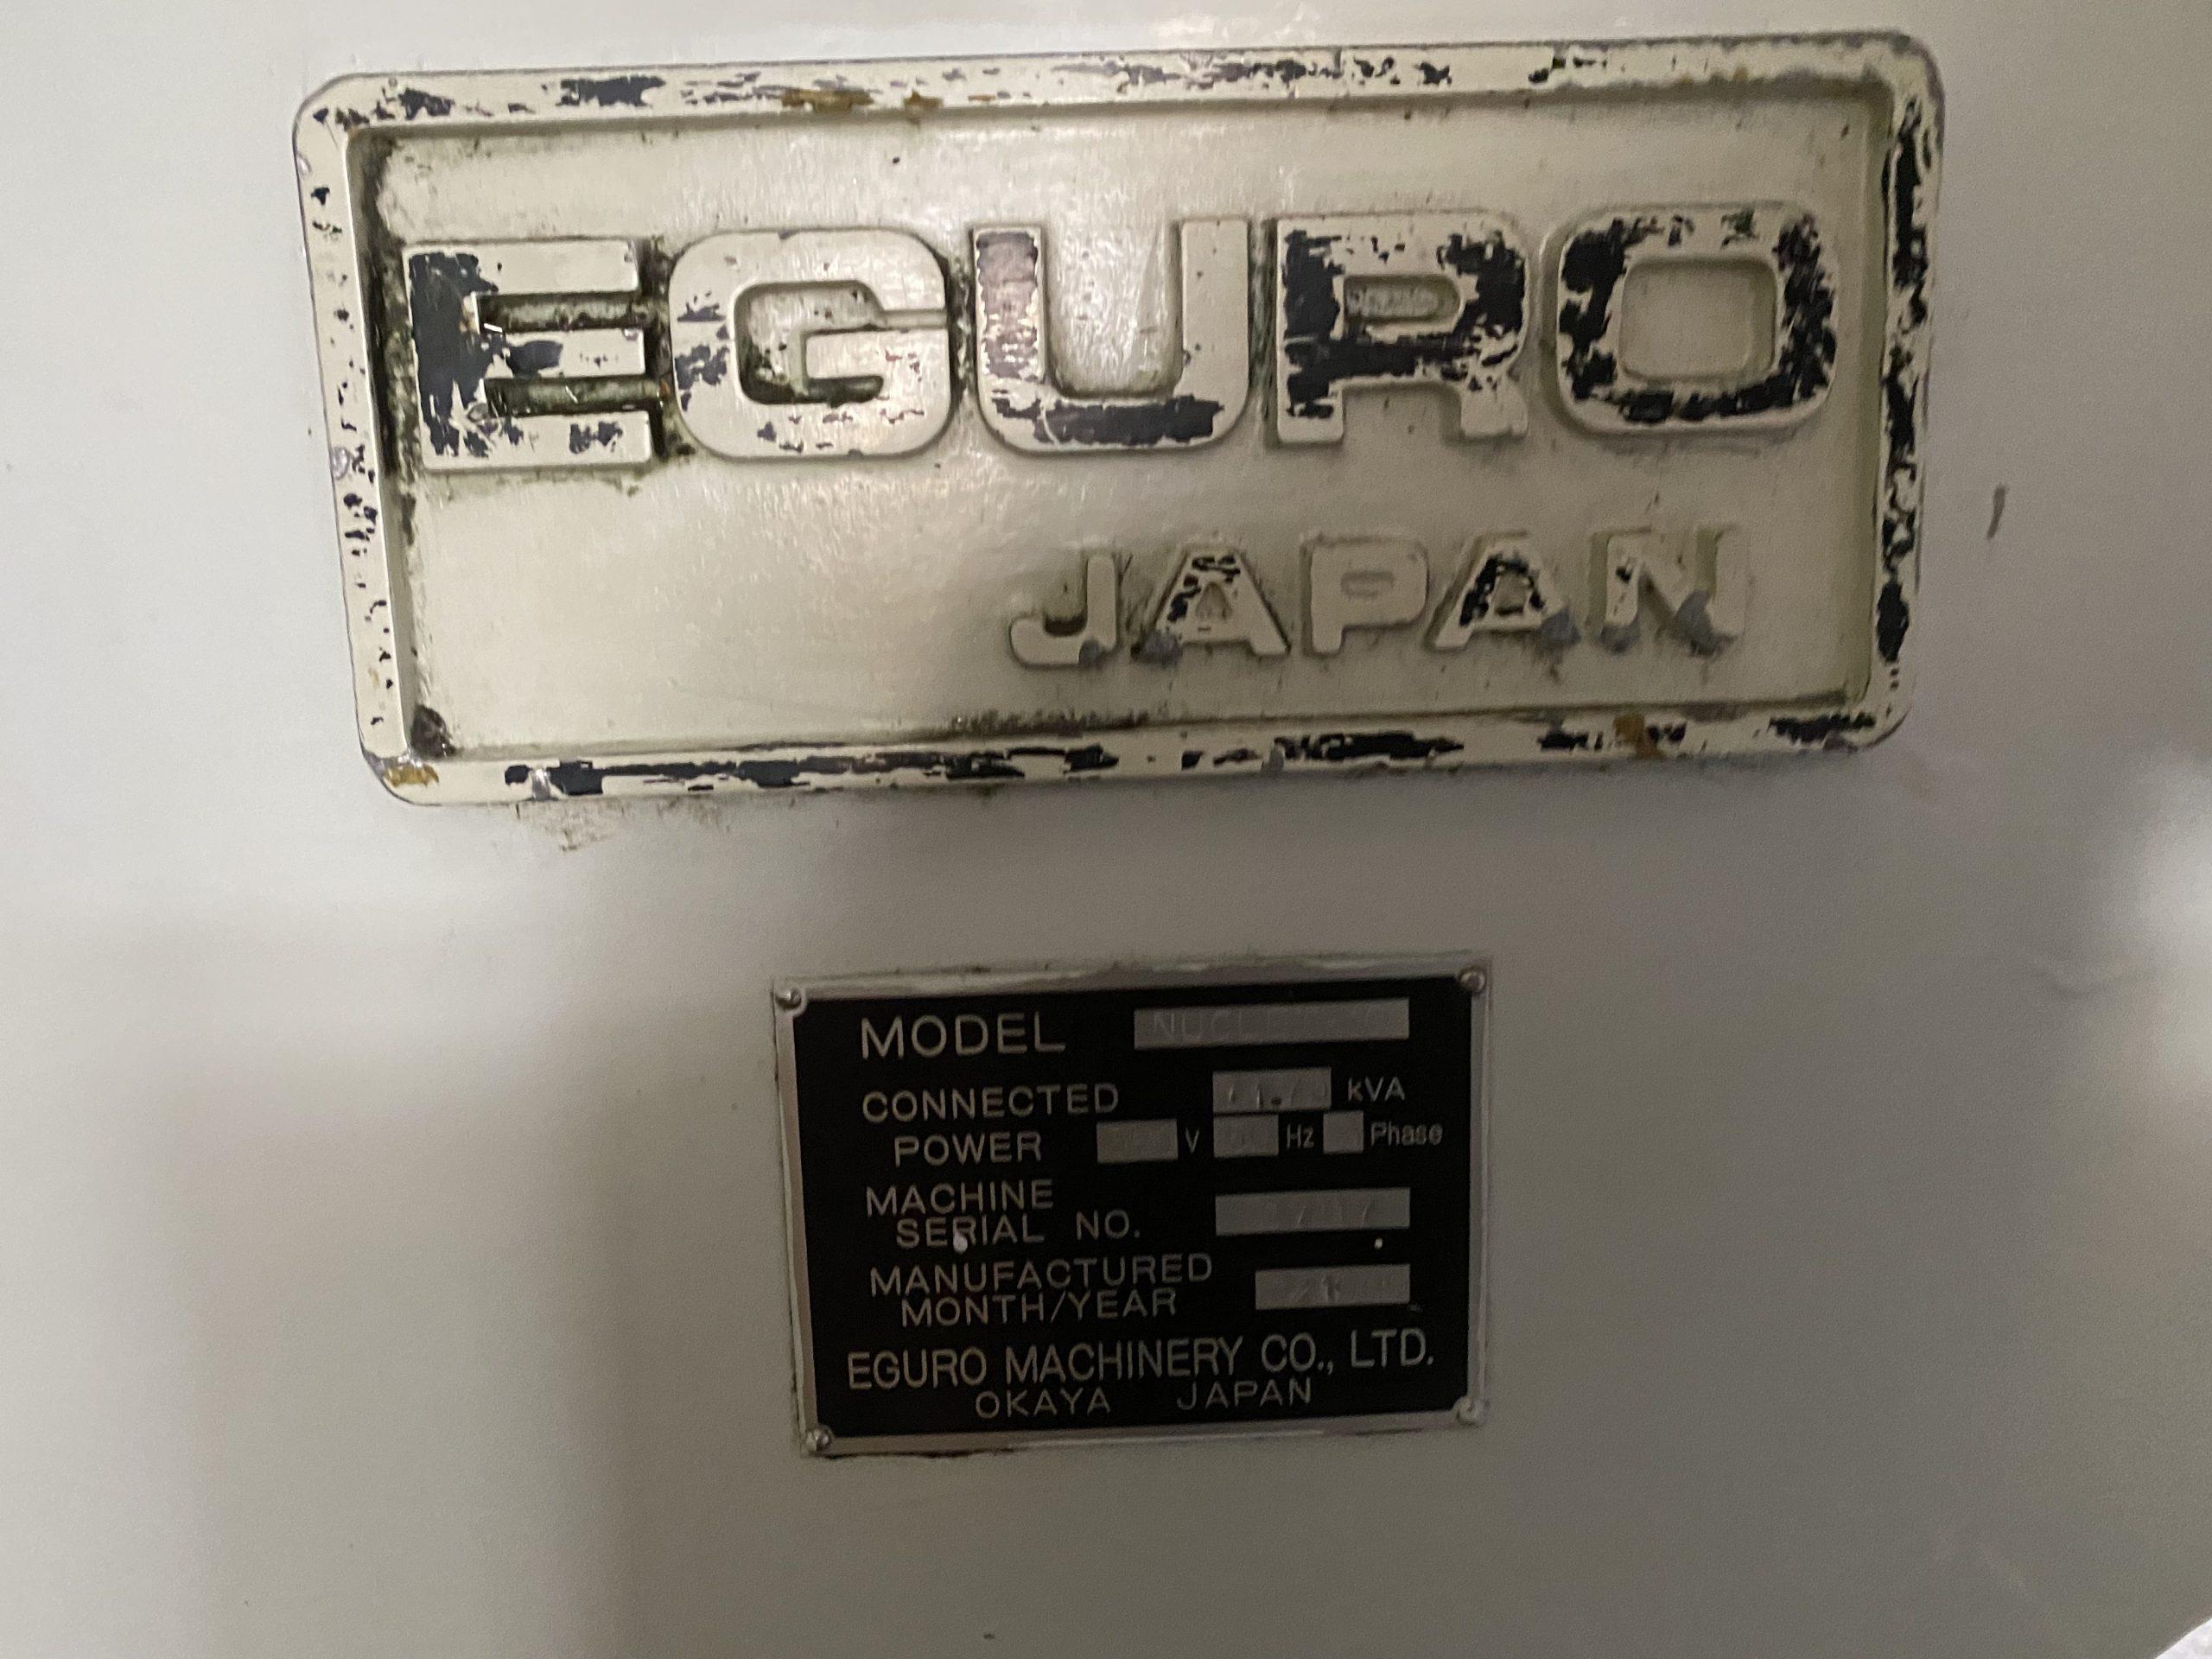 EGURO
JAPAN
MODEL
CONNECTED kVA
POWER V Hz Phase
MACHINE
SERIAL NO.
MANUFACTURED
MONTH/YEAR
EGURO MACHINERY CO., LTD.
OKAYA JAPAN